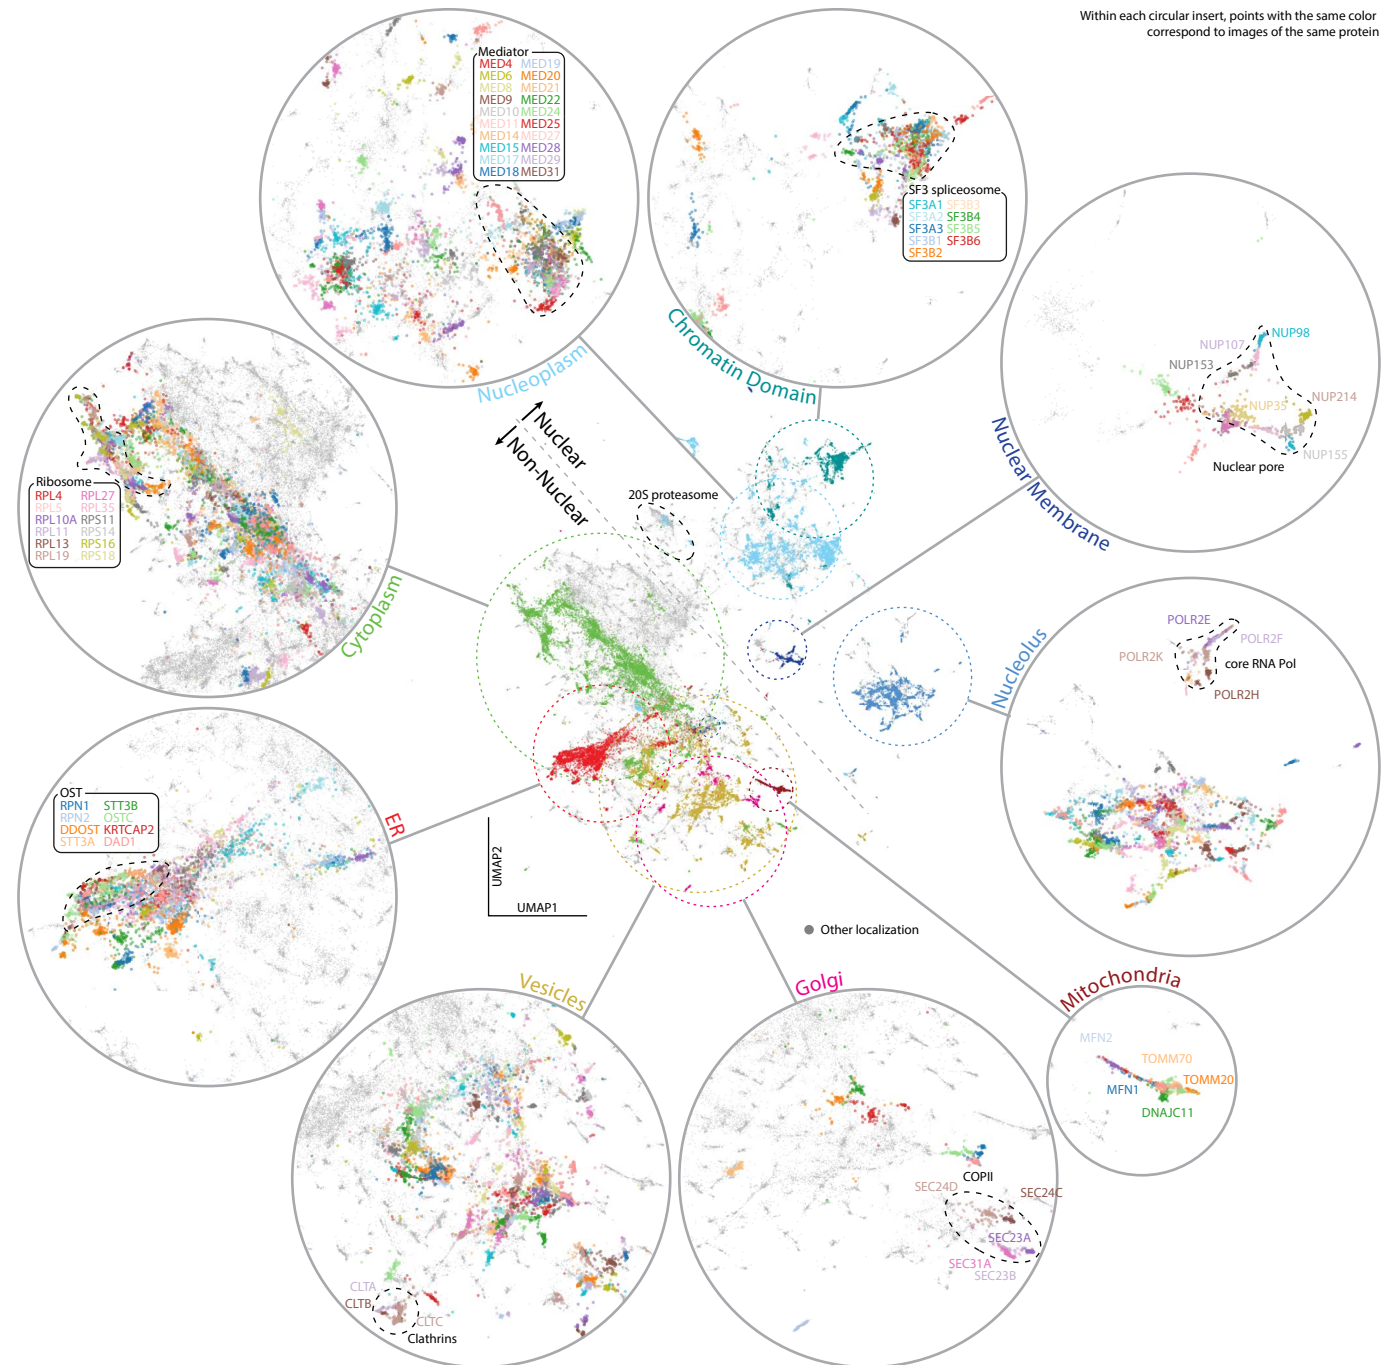 Within each circular insert, points with the same color
correspond to images of the same protein
Mediator
MED4 MED19
MED6 MED20
MED8 MED21
MED9 MED22
MED10 MED24
MED11 MED25
MED14 MED27
MED15 MED28
MED17 MED29
MED18 MED31
Nucleoplasm
SF3 spliceosome
SF3A1 SF3B3
SF3A2 SF3B4
SF3A3 SF3B5
SF3B1 SF3B6
SF3B2
Chromatin Domain
NUP98
NUP107
NUP153
NUP35
NUP214
NUP155
Nuclear pore
Nuclear Membrane
Nuclear
Non-Nuclear
20S proteasome
Ribosome
RPL4 RPL27
RPL5 RPL35
RPL10A RPS11
RPL11 RPS14
RPL13 RPS16
RPL19 RPS18
Cytoplasm
POLR2E
POLR2F
POLR2K
core RNA Pol
POLR2H
Nucleolus
OST
RPN1 STT3B
RPN2 OSTC
DDOST KRTCAP2
STT3A DAD1
ER
UMAP2
UMAP1
Other localization
Vesicles
CLTA
CLTB
CLTC
Clathrins
Golgi
COPII
SEC24D
SEC24C
SEC23A
SEC31A
SEC23B
Mitochondria
MFN2
TOMM70
TOMM20
MFN1
DNAJC11